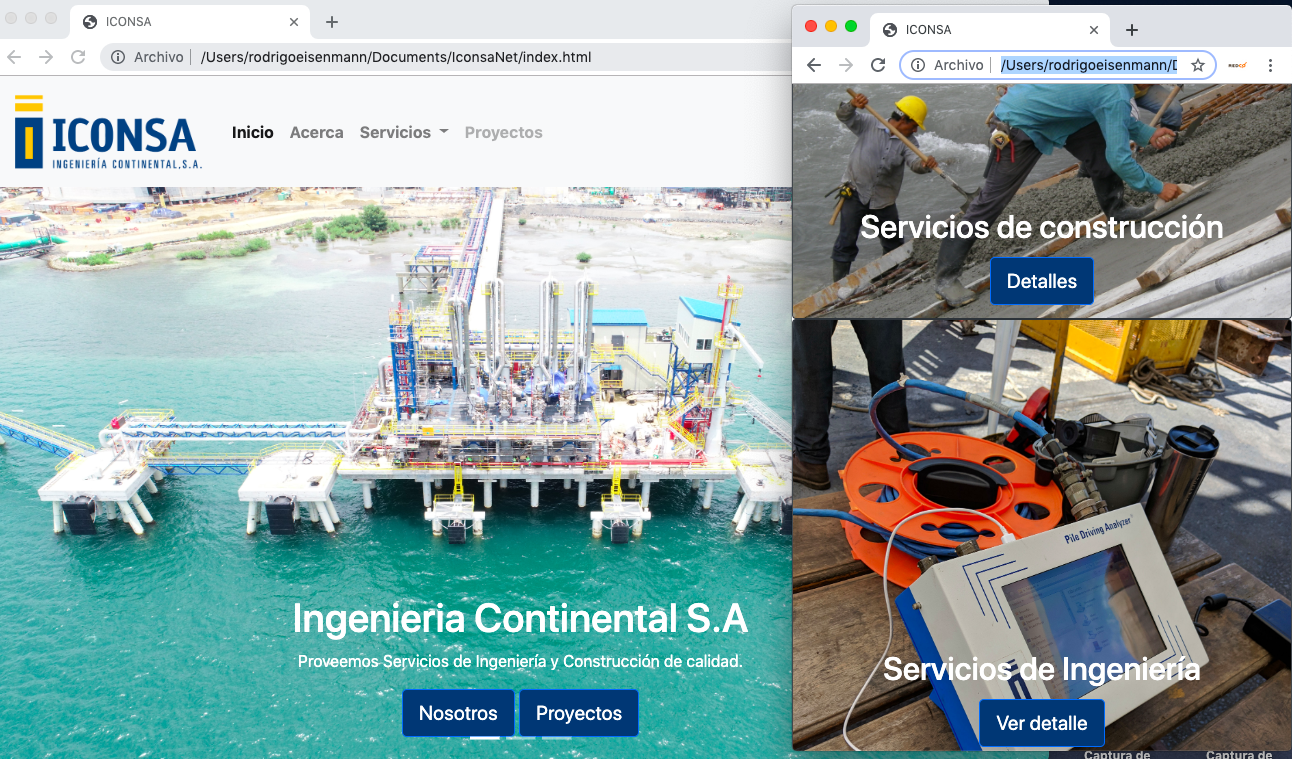 ICONSA
Archivo
/Users/rodrigoeisenmann/Documents/IconsaNet/index.html
ICONSA
INGENIERÍA CONTINENTAL, S.A.
Inicio
Acerca
Servicios
Proyectos
18
Ingenieria Continental S.A
Proveemos Servicios de Ingeniería y Construcción de calidad.
Nosotros
Proyectos
ICONSA
Archivo
/Users/rodrigoeisenmann/D
Servicios de construcción
Detalles
Pile Driving Analyzer
Servicios de Ingeniería
Ver detalle
Captura de
Captura de